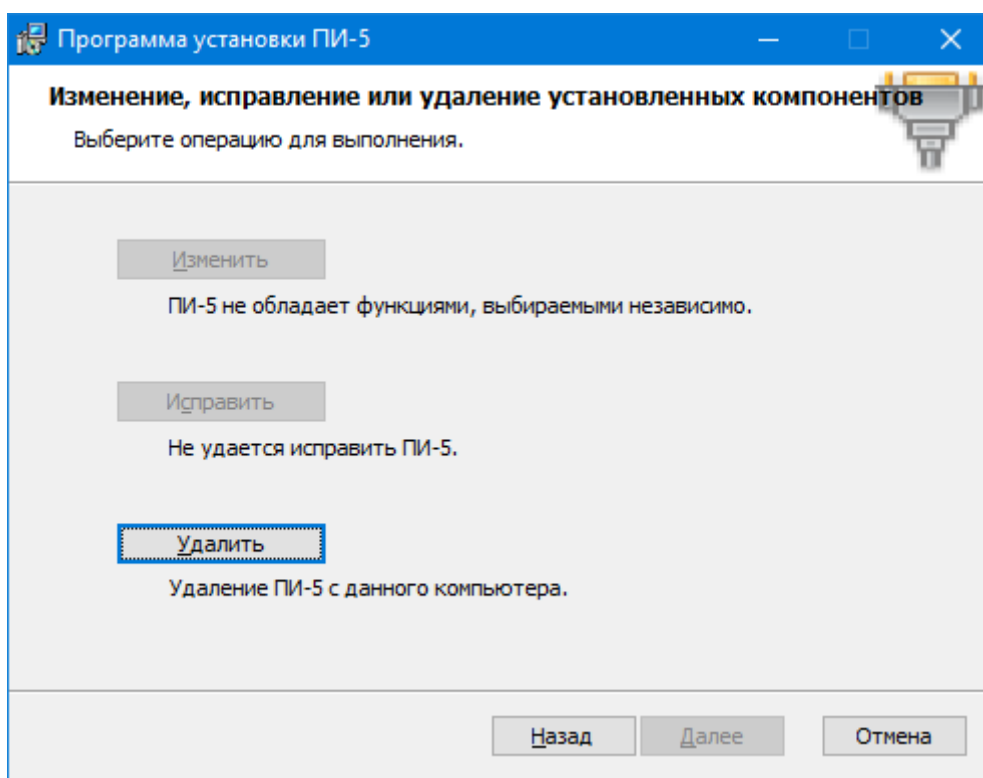 Программа установки ПИ-5
Изменение, исправление или удаление установленных компонентов
Выберите операцию для выполнения.
Изменить
ПИ-5 не обладает функциями, выбираемыми независимо.
Исправить
Не удается исправить ПИ-5.
Удалить
Удаление ПИ-5 с данного компьютера.
Назад Далее Отмена